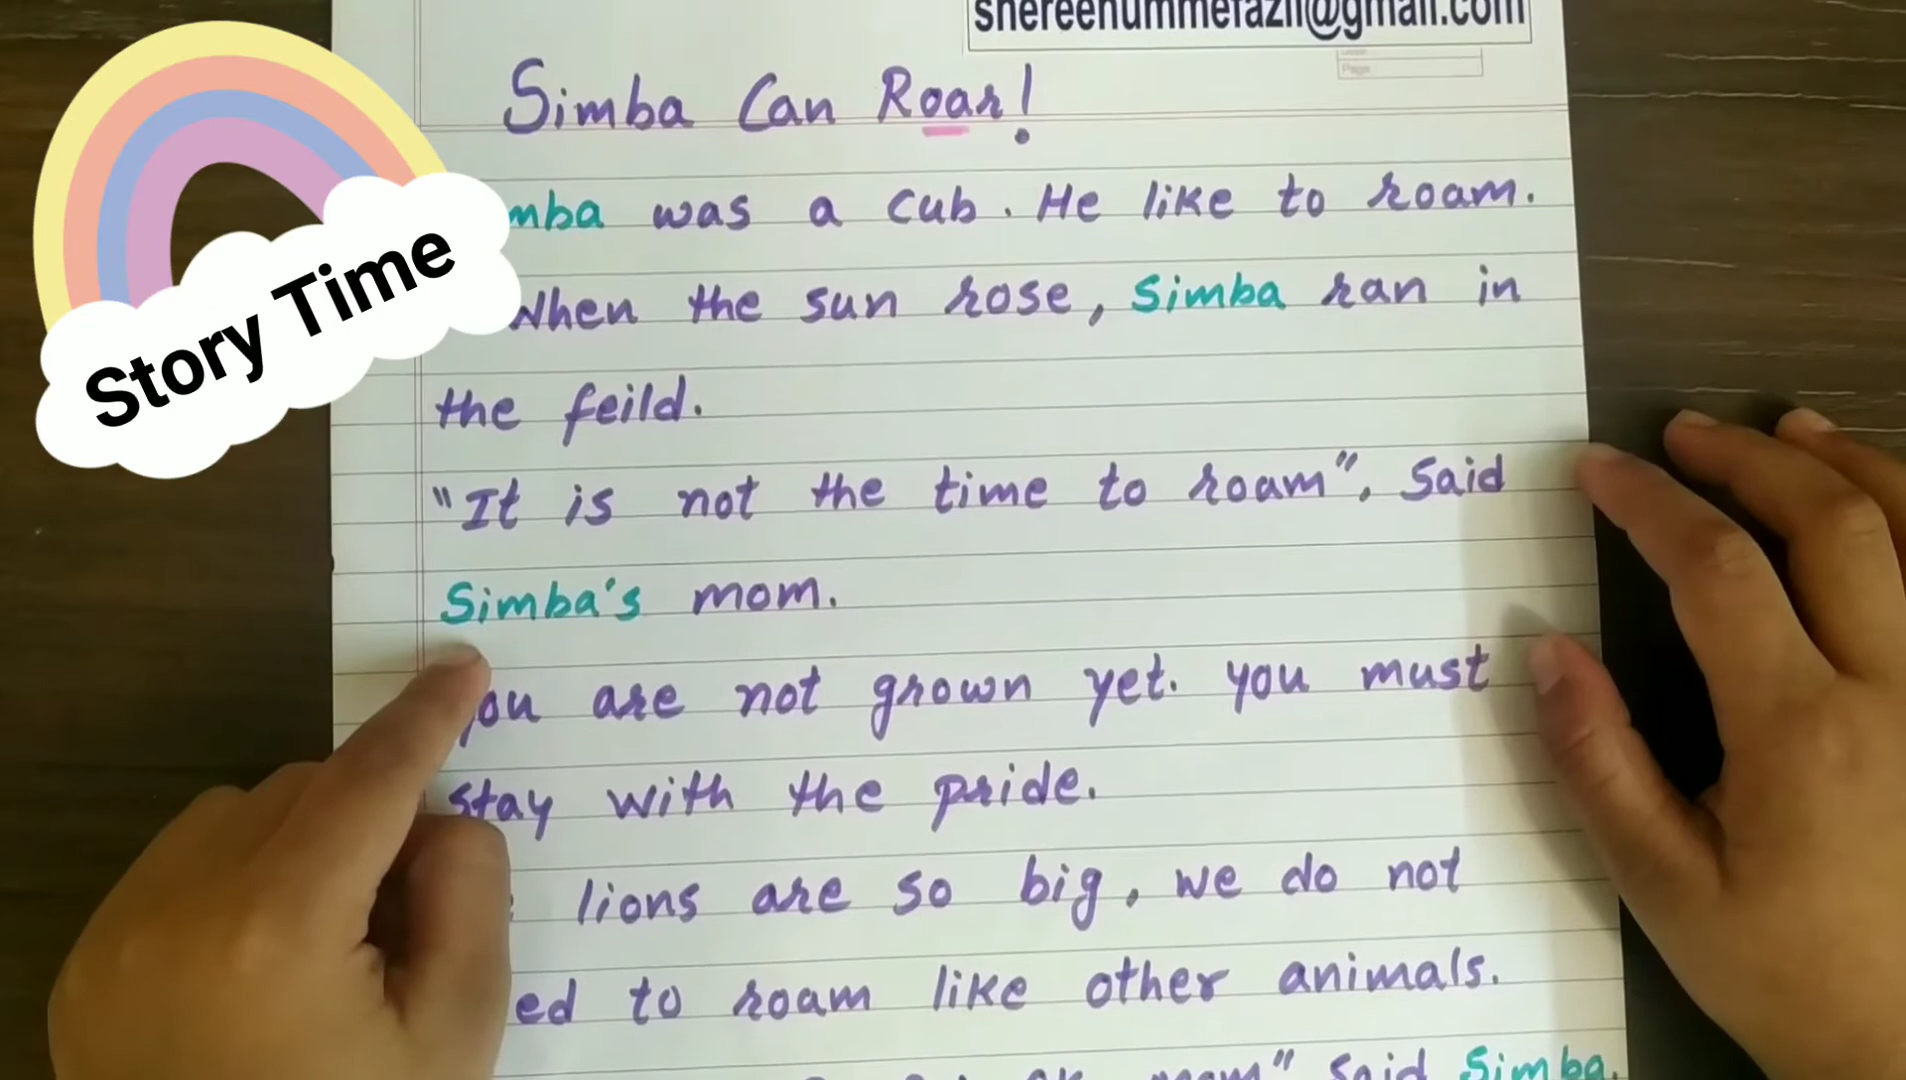 shereenummefazil@gmail.com
Page
Story Time
Simba Can Roar!
mba was a cub. He like to roam.
When the sun rose, Simba ran in
the feild.
"It is not the time to roam". Said
Simba's mom.
you are not grown yet. you must
stay with the pride.
lions are so big, we do not
ed to roam like other animals.
mom" said Simba.